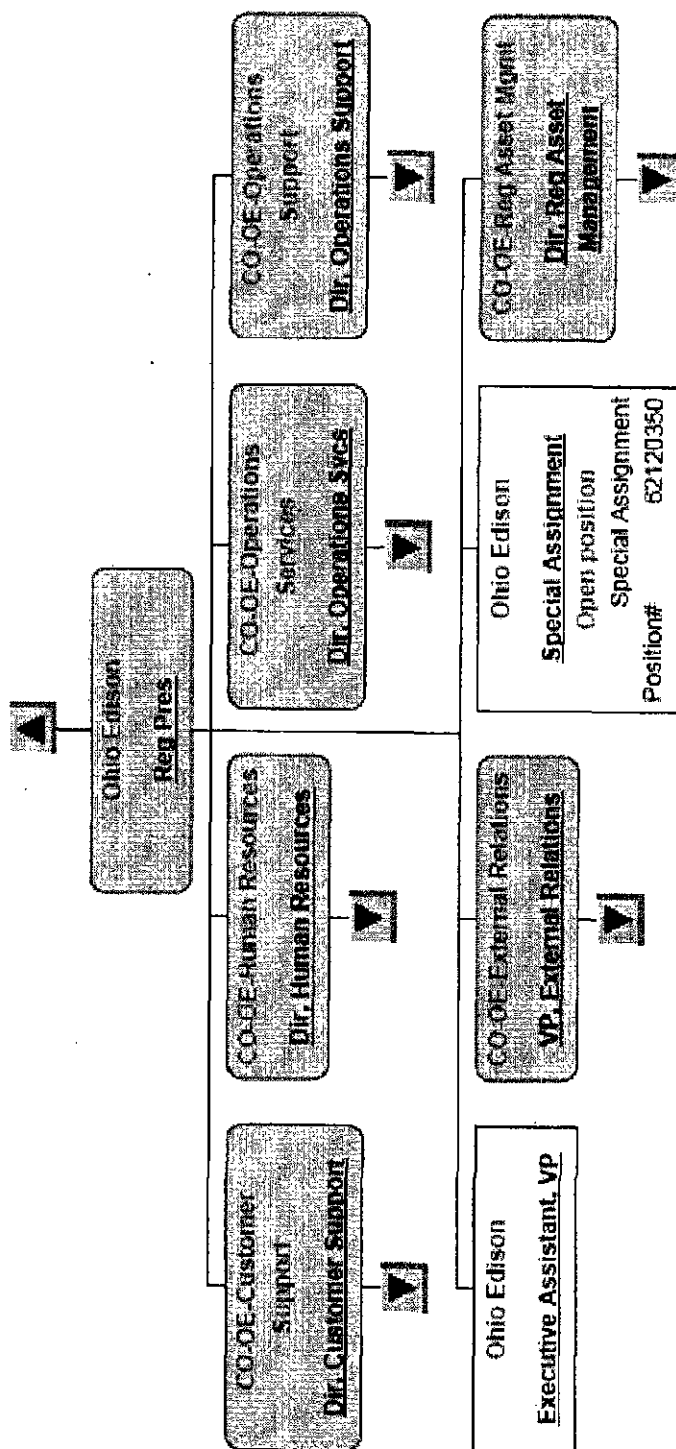 Ohio Edison
Reg Pres
CO-OE-Customer
Support
Dir. Customer Support
CO-OE-Human Resources
Dir. Human Resources
CO-OE-Operations
Services
Dir. Operations Svcs
CO-OE-Operations
Support
Dir. Operations Support
Ohio Edison
Executive Assistant, VP
CO-OE-External Relations
VP, External Relations
Ohio Edison
Special Assignment
Open position
Special Assignment
Position# 62120350
CO-OE-Reg Asset Mgmt
Dir. Reg Asset
Management